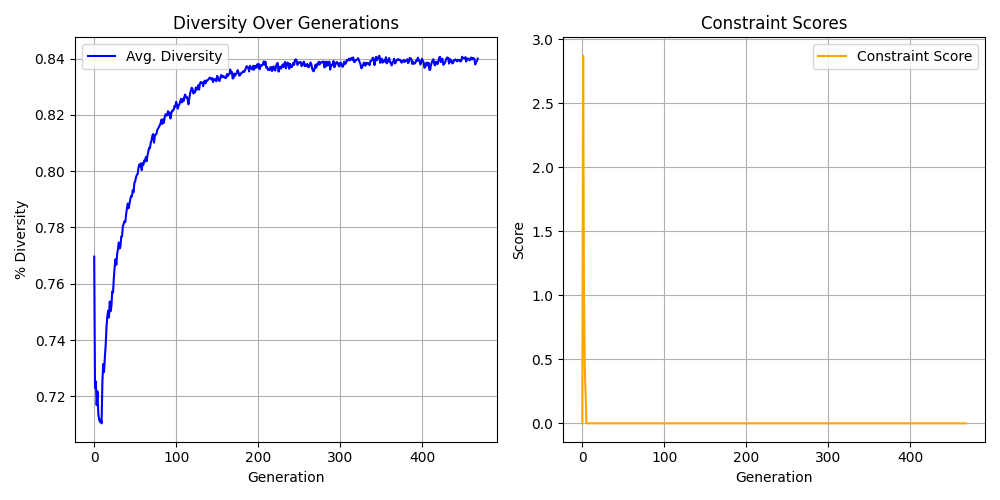 Diversity Over Generations
Avg. Diversity
% Diversity
0.84
0.82
0.80
0.78
0.76
0.74
0.72
0 100 200 300 400
Generation
Constraint Scores
Constraint Score
Score
3.0
2.5
2.0
1.5
1.0
0.5
0.0
0 100 200 300 400
Generation